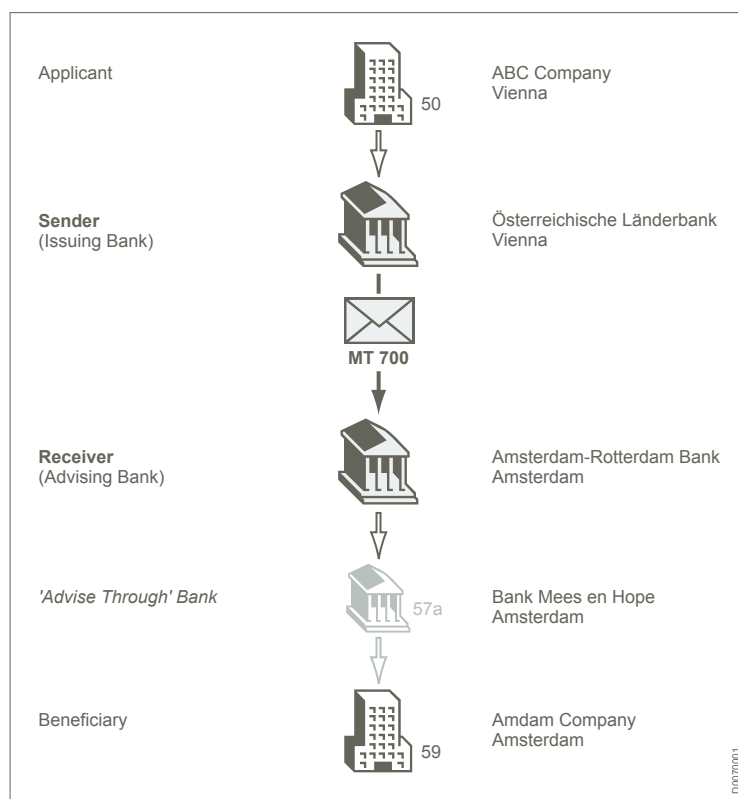 Applicant
50
ABC Company
Vienna
Sender
(Issuing Bank)
Österreichische Länderbank
Vienna
MT 700
Receiver
(Advising Bank)
Amsterdam-Rotterdam Bank
Amsterdam
'Advise Through' Bank
57a
Bank Mees en Hope
Amsterdam
Beneficiary
59
Amdam Company
Amsterdam
D0070001